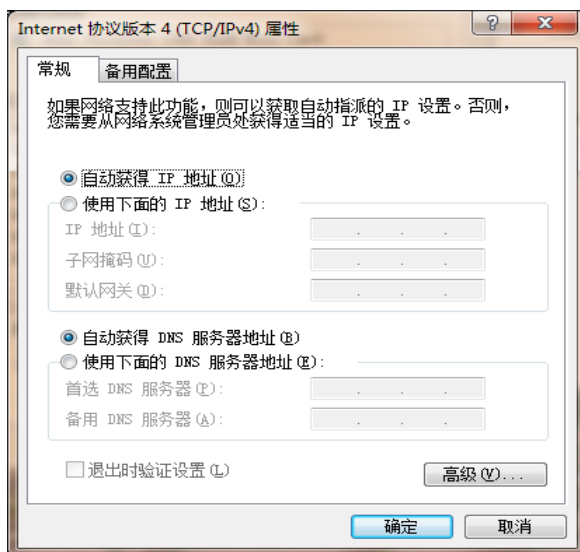 Internet 协议版本 4 (TCP/IPv4) 属性
常规
备用配置
如果网络支持此功能，则可以获取自动指派的 IP 设置。否则，
您需要从网络系统管理员处获得适当的 IP 设置。
自动获得 IP 地址(O)
使用下面的 IP 地址(S):
IP 地址(I):
子网掩码(U):
默认网关(D):
自动获得 DNS 服务器地址(B)
使用下面的 DNS 服务器地址(E):
首选 DNS 服务器(P):
备用 DNS 服务器(A):
退出时验证设置(L)
高级(V)...
确定
取消